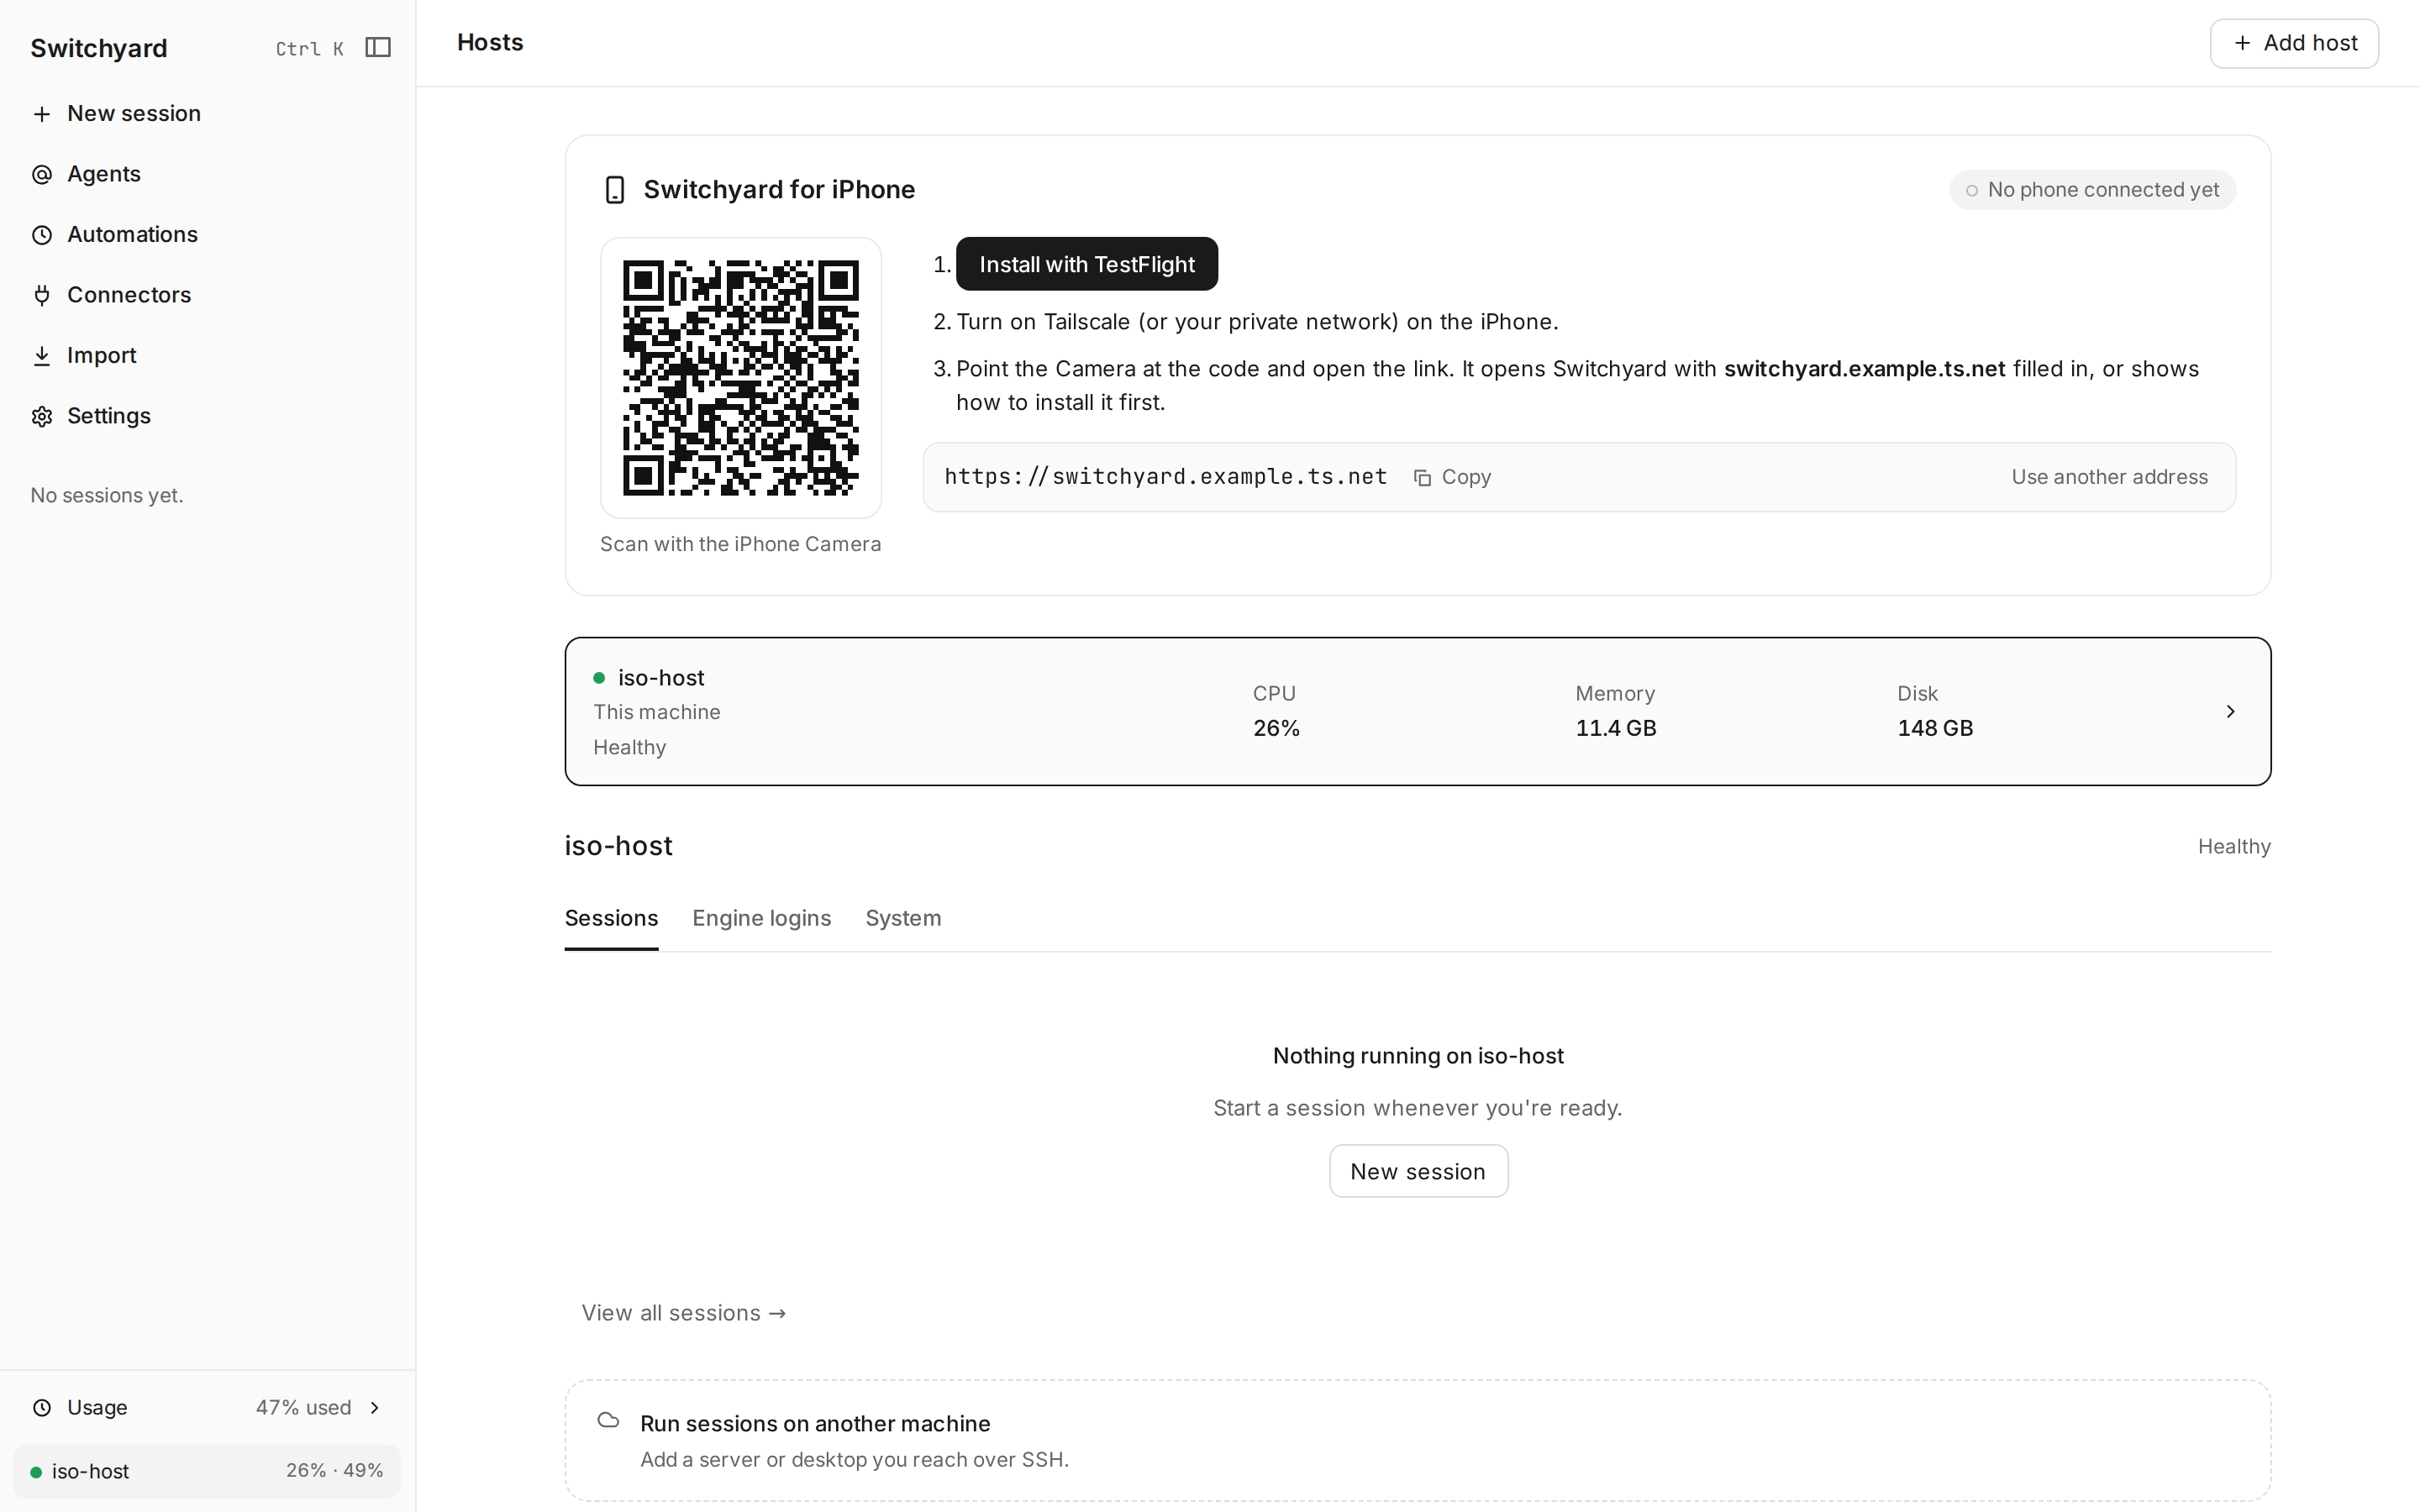 Switchyard
Ctrl K
New session
Agents
Automations
Connectors
Import
Settings
No sessions yet.
Usage
47% used
iso-host
26% · 49%
Hosts
Add host
Switchyard for iPhone
No phone connected yet
Scan with the iPhone Camera
1. Install with TestFlight
2. Turn on Tailscale (or your private network) on the iPhone.
3. Point the Camera at the code and open the link. It opens Switchyard with switchyard.example.ts.net filled in, or shows
how to install it first.
https://switchyard.example.ts.net
Copy
Use another address
iso-host
This machine
Healthy
CPU
26%
Memory
11.4 GB
Disk
148 GB
iso-host
Healthy
Sessions
Engine logins
System
Nothing running on iso-host
Start a session whenever you're ready.
New session
View all sessions →
Run sessions on another machine
Add a server or desktop you reach over SSH.